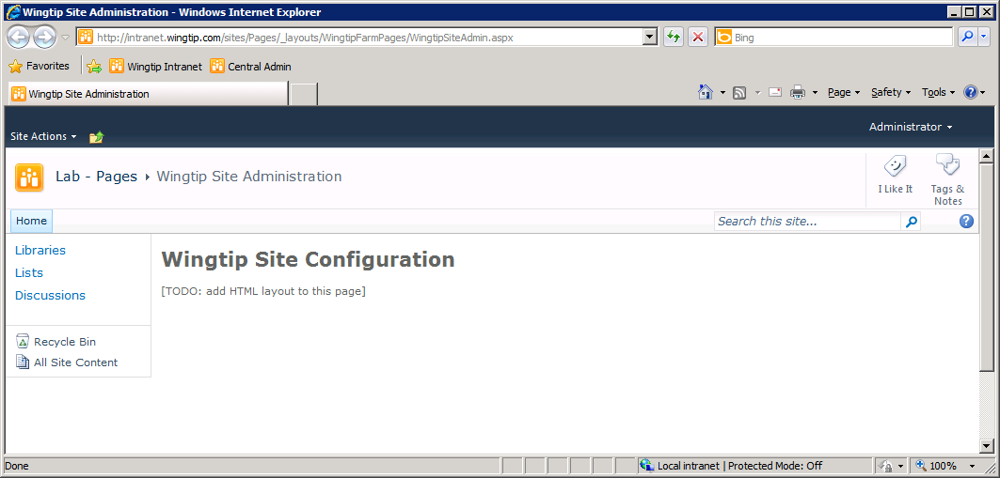 Wingtip Site Administration - Windows Internet Explorer
http://intranet.wingtip.com/sites/Pages/_layouts/WingtipFarmPages/WingtipSiteAdmin.aspx
Bing
Favorites
Wingtip Intranet
Central Admin
Wingtip Site Administration
Page
Safety
Tools
Site Actions
Administrator
Lab - Pages
Wingtip Site Administration
I Like It
Tags &
Notes
Home
Search this site...
Libraries
Lists
Discussions
Recycle Bin
All Site Content
Wingtip Site Configuration
[TODO: add HTML layout to this page]
Done
Local intranet | Protected Mode: Off
100%